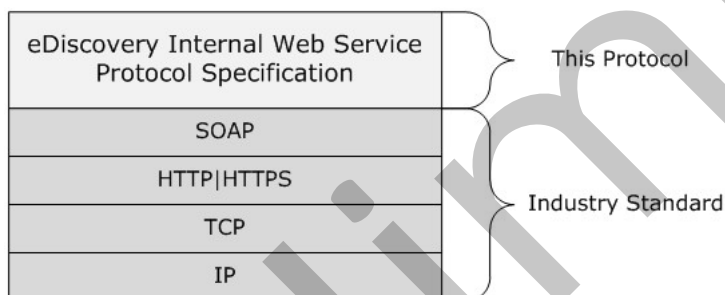 eDiscovery Internal Web Service
Protocol Specification
This Protocol
SOAP
HTTP|HTTPS
TCP
IP
Industry Standard